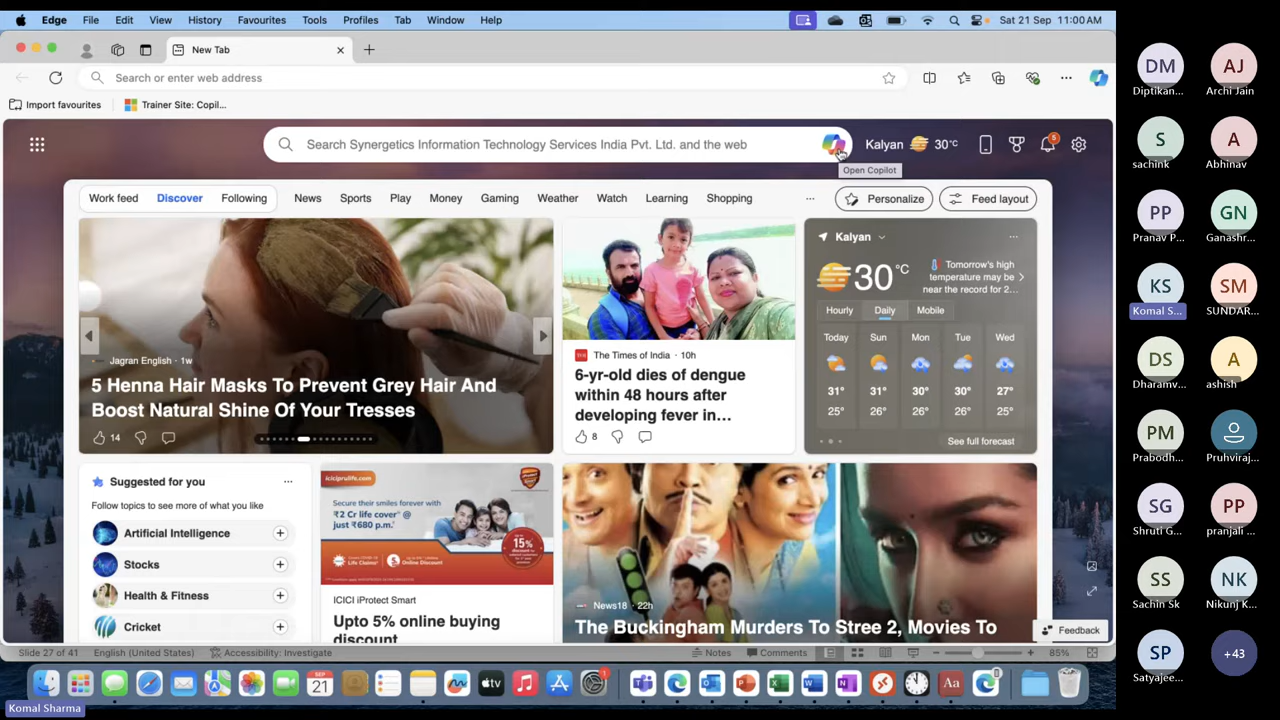 Edge File Edit View History Favourites Tools Profiles Tab Window Help Sat 21 Sep 11:00 AM
New Tab
Search or enter web address
Import favourites Trainer Site: Copil...
Search Synergetics Information Technology Services India Pvt. Ltd. and the web
Kalyan 30°C
5
Open Copilot
Work feed Discover Following News Sports Play Money Gaming Weather Watch Learning Shopping ... Personalize Feed layout
Jagran English · 1w
5 Henna Hair Masks To Prevent Grey Hair And
Boost Natural Shine Of Your Tresses
14
The Times of India · 10h
6-yr-old dies of dengue
within 48 hours after
developing fever in...
8
Kalyan
30 °C
Tomorrow's high
temperature may be
near the record for 2...
Hourly Daily Mobile
Today Sun Mon Tue Wed
31° 31° 30° 30° 27°
25° 26° 26° 26° 25°
See full forecast
Suggested for you
Follow topics to see more of what you like
Artificial Intelligence
Stocks
Health & Fitness
Cricket
iciciprulife.com
Secure their smiles forever with
₹2 Cr life cover at
just ₹680 p.m.
15%
ICICI iProtect Smart
Upto 5% online buying
discount
News18 · 22h
The Buckingham Murders To Stree 2, Movies To
Feedback
Slide 27 of 41 English (United States) Accessibility: Investigate Notes Comments 85%
SEP
21
tv
Aa
Komal Sharma
DM AJ
Diptikan... Archi Jain
S A
sachink Abhinav
PP GN
Pranav P... Ganashr...
KS SM
Komal S... SUNDAR...
DS A
Dharamv... ashish
PM
Prabodh... Pruhviraj...
SG PP
Shruti G... pranjali ...
SS NK
Sachin Sk Nikunj K...
SP +43
Satyajee...